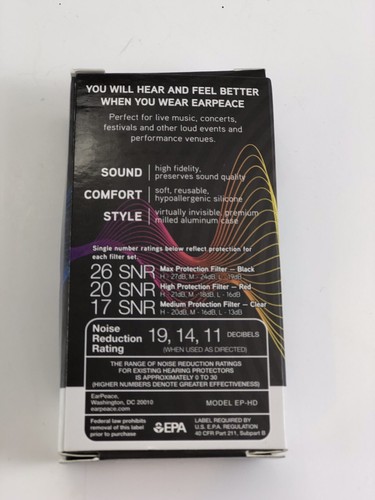 YOU WILL HEAR AND FEEL BETTER
WHEN YOU WEAR EARPEACE
Perfect for live music, concerts,
festivals and other loud events and
performance venues.
SOUND high fidelity,
preserves sound quality
COMFORT soft, reusable,
hypoallergenic silicone
STYLE virtually invisible, premium
milled aluminum case
Single number ratings below reflect protection for
each filter set
26 SNR Max Protection Filter – Black
H - 27dB, M - 24dB, L - 19dB
20 SNR High Protection Filter – Red
H - 21dB, M - 18dB, L - 16dB
17 SNR Medium Protection Filter – Clear
H - 20dB, M - 16dB, L - 13dB
Noise
Reduction
Rating
19, 14, 11 DECIBELS
(WHEN USED AS DIRECTED)
THE RANGE OF NOISE REDUCTION RATINGS
FOR EXISTING HEARING PROTECTORS
IS APPROXIMATELY 0 TO 30
(HIGHER NUMBERS DENOTE GREATER EFFECTIVENESS)
EarPeace,
Washington, DC 20010
earpeace.com
MODEL EP-HD
Federal law prohibits
removal of this label
prior to purchase
EPA
LABEL REQUIRED BY
U.S. E.P.A. REGULATION
40 CFR Part 211, Subpart B